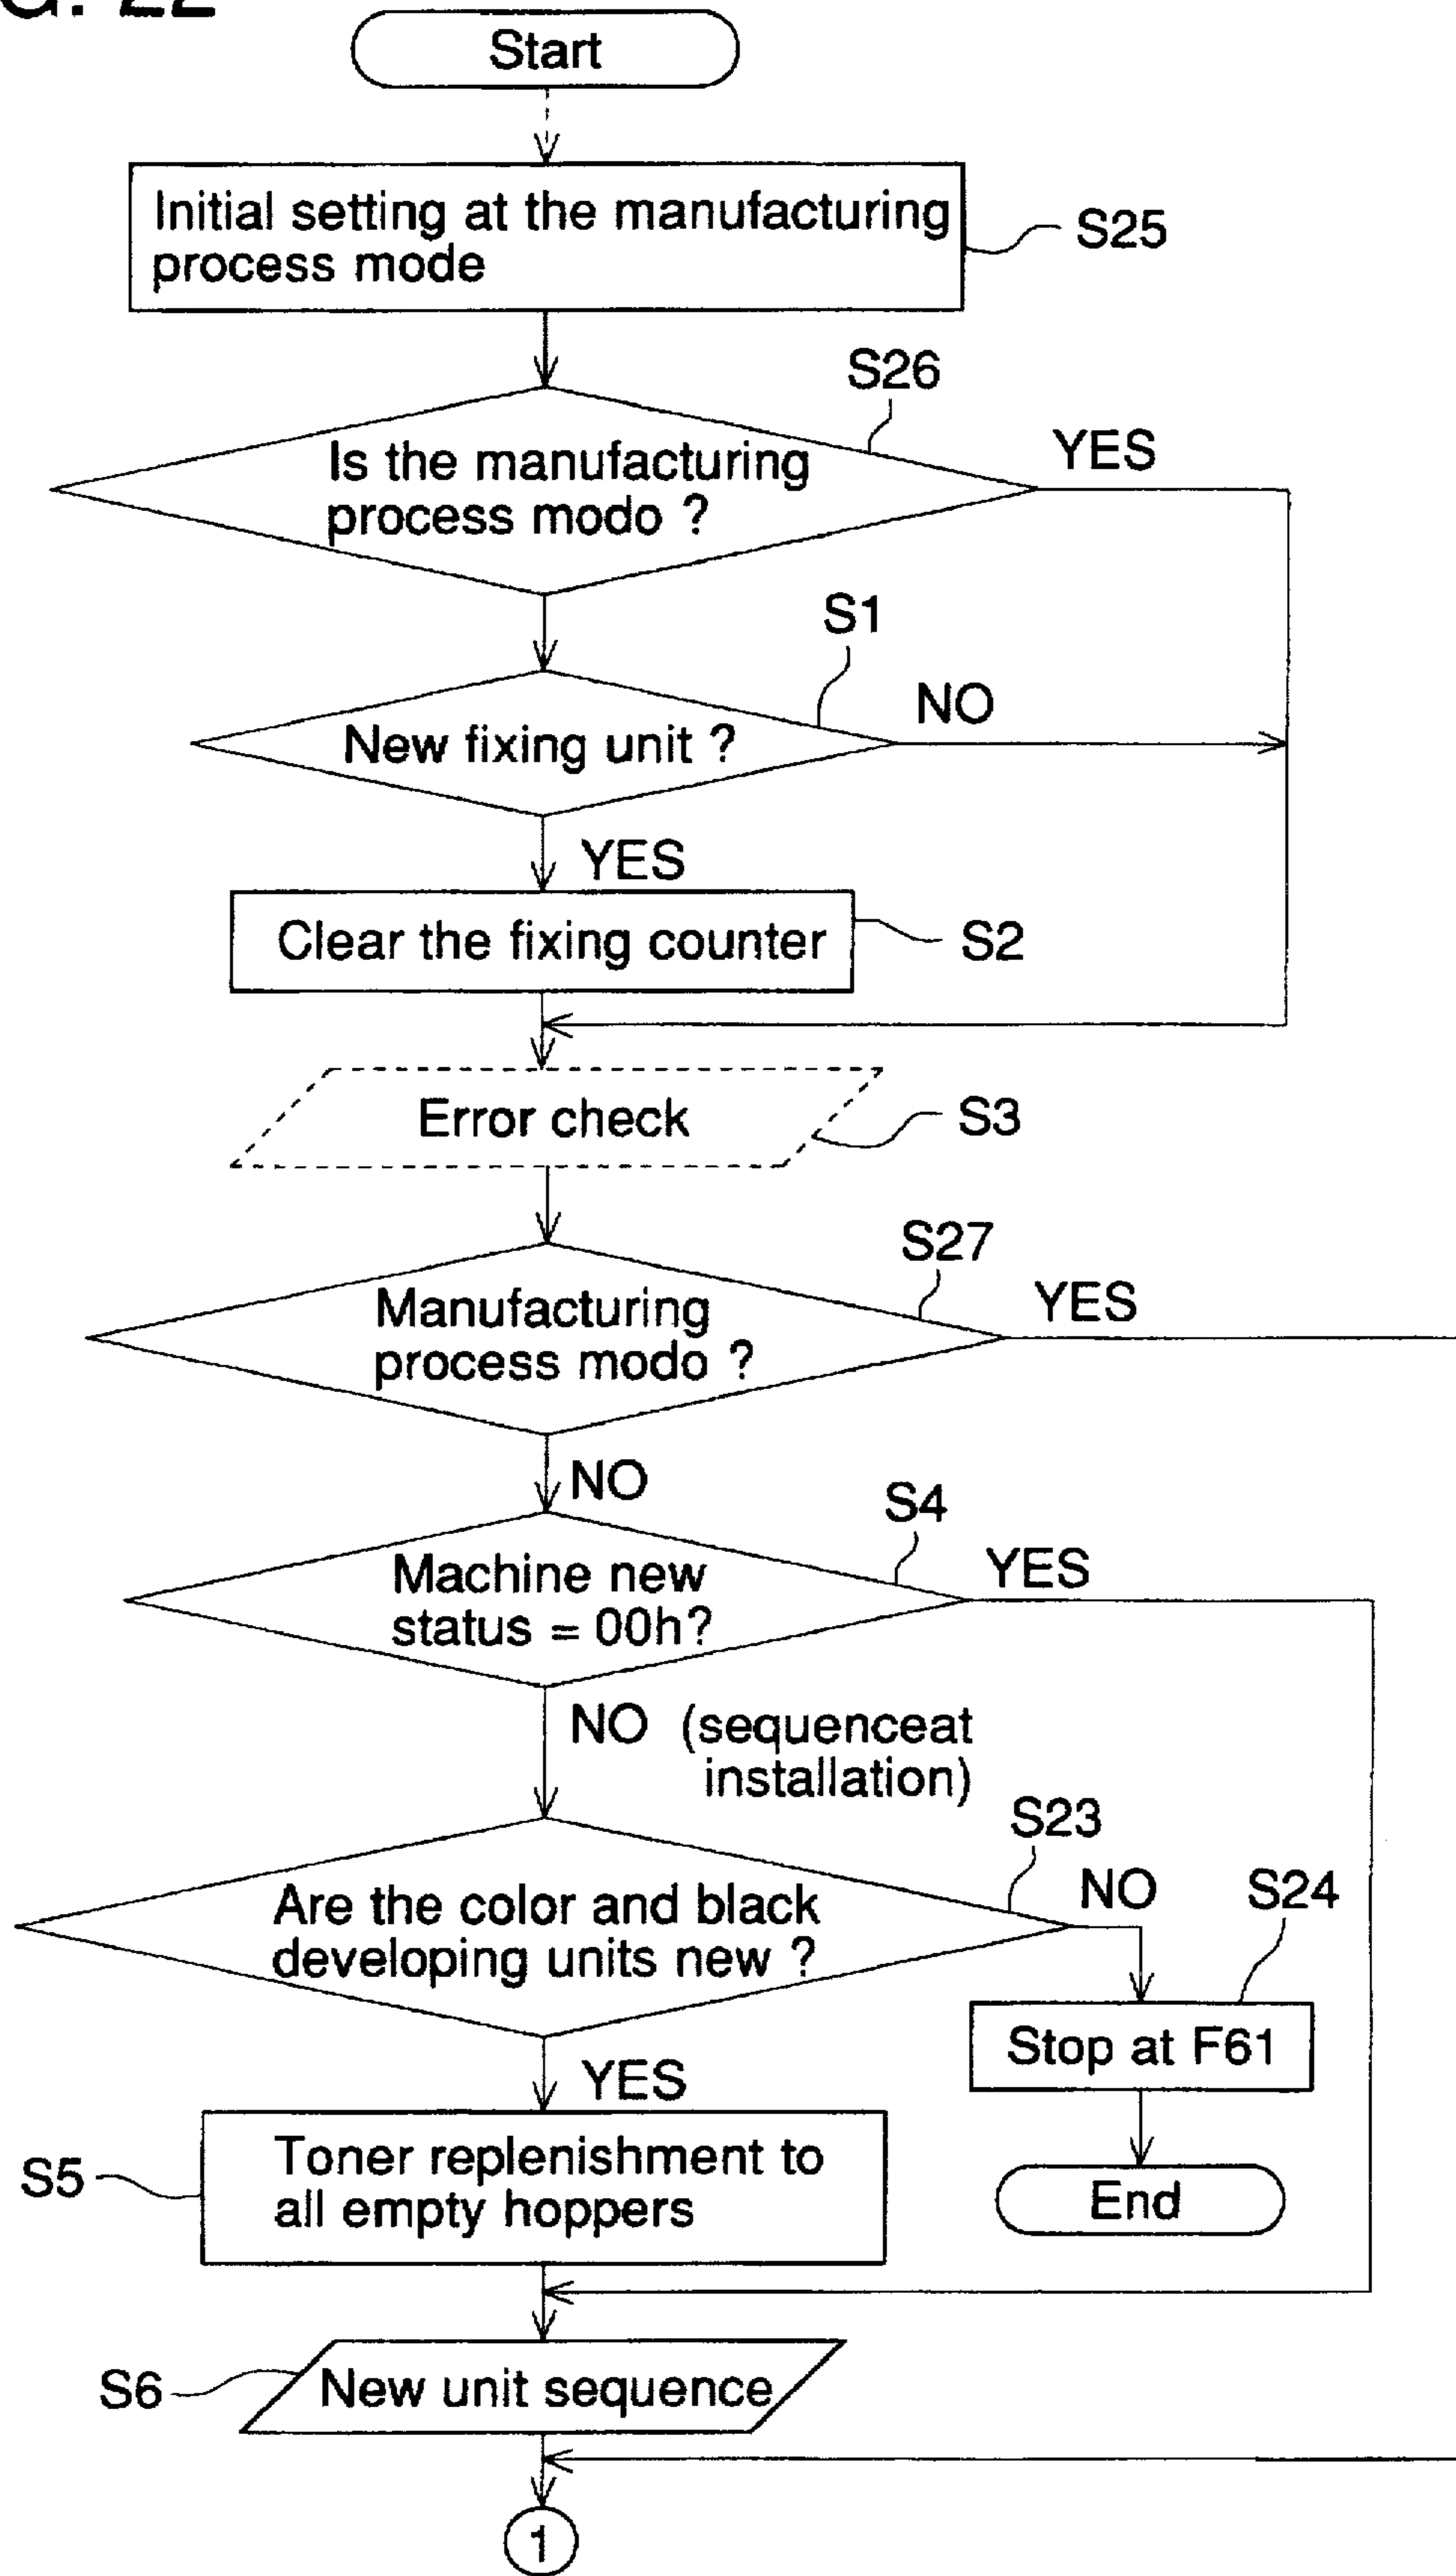 G. 22
Start
Initial setting at the manufacturing
process mode
S25
S26
Is the manufacturing
process modo ?
YES
S1
New fixing unit ?
NO
YES
Clear the fixing counter
S2
Error check
S3
S27
Manufacturing
process modo ?
YES
NO
S4
Machine new
status = 00h?
YES
NO (sequenceat
installation)
S23
Are the color and black
developing units new ?
NO
S24
Stop at F61
YES
End
S5
Toner replenishment to
all empty hoppers
S6
New unit sequence
1